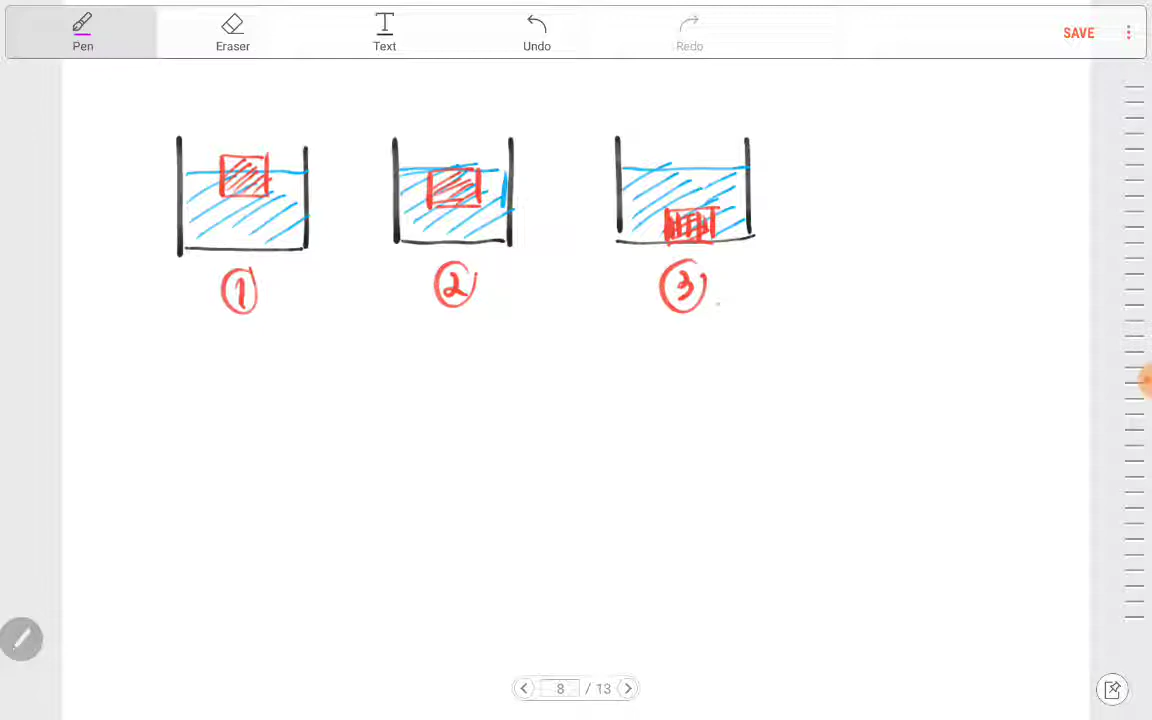 Pen Eraser Text Undo Redo SAVE
① ② ③
8 / 13